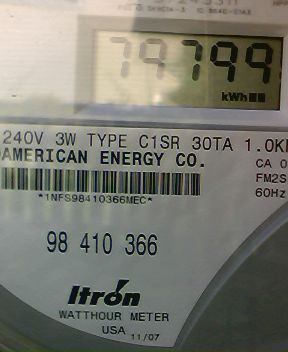 79799
kWh
240V 3W TYPE C1SR 30TA 1.0K
AMERICAN ENERGY CO.
CA 0
FM2S
60Hz
*1NFS98410366MEC*
98 410 366
Itron
WATTHOUR METER
USA 11/07